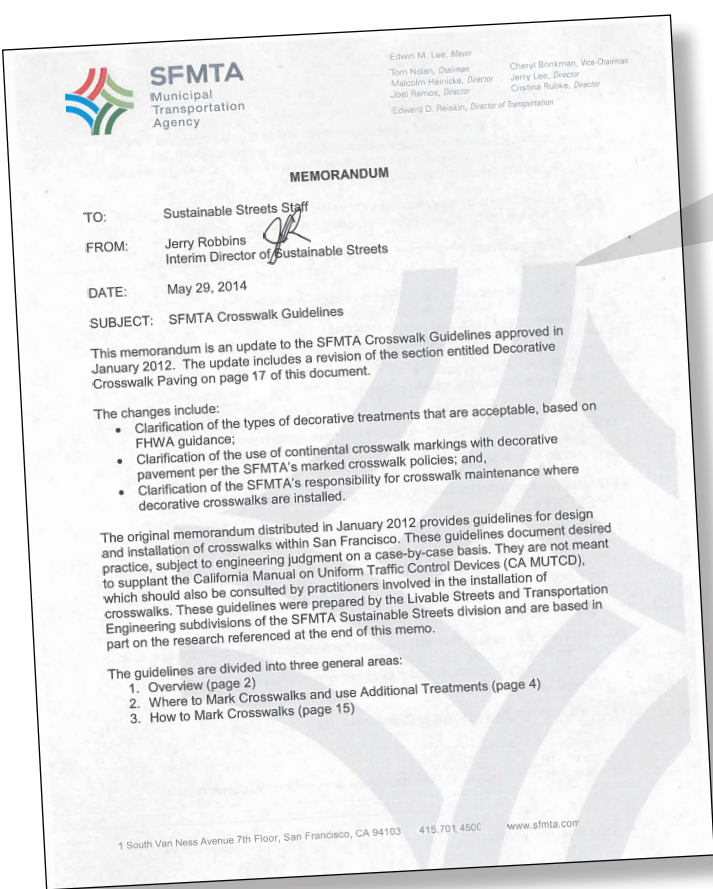 SFMTA
Municipal
Transportation
Agency
Edwin M. Lee, Mayor
Tom Nolan, Chairman
Cheryl Brinkman, Vice-Chairman
Malcolm Heinicke, Director
Jerry Lee, Director
Joel Ramos, Director
Cristina Rubke, Director
Edward D. Reiskin, Director of Transportation
MEMORANDUM
TO: Sustainable Streets Staff
FROM: Jerry Robbins
Interim Director of Sustainable Streets
DATE: May 29, 2014
SUBJECT: SFMTA Crosswalk Guidelines
This memorandum is an update to the SFMTA Crosswalk Guidelines approved in
January 2012. The update includes a revision of the section entitled Decorative
Crosswalk Paving on page 17 of this document.
The changes include:
• Clarification of the types of decorative treatments that are acceptable, based on
FHWA guidance;
• Clarification of the use of continental crosswalk markings with decorative
pavement per the SFMTA's marked crosswalk policies; and,
• Clarification of the SFMTA's responsibility for crosswalk maintenance where
decorative crosswalks are installed.
The original memorandum distributed in January 2012 provides guidelines for design
and installation of crosswalks within San Francisco. These guidelines document desired
practice, subject to engineering judgment on a case-by-case basis. They are not meant
to supplant the California Manual on Uniform Traffic Control Devices (CA MUTCD),
which should also be consulted by practitioners involved in the installation of
crosswalks. These guidelines were prepared by the Livable Streets and Transportation
Engineering subdivisions of the SFMTA Sustainable Streets division and are based in
part on the research referenced at the end of this memo.
The guidelines are divided into three general areas:
1. Overview (page 2)
2. Where to Mark Crosswalks and use Additional Treatments (page 4)
3. How to Mark Crosswalks (page 15)
1 South Van Ness Avenue 7th Floor, San Francisco, CA 94103 415.701.4500 www.sfmta.com